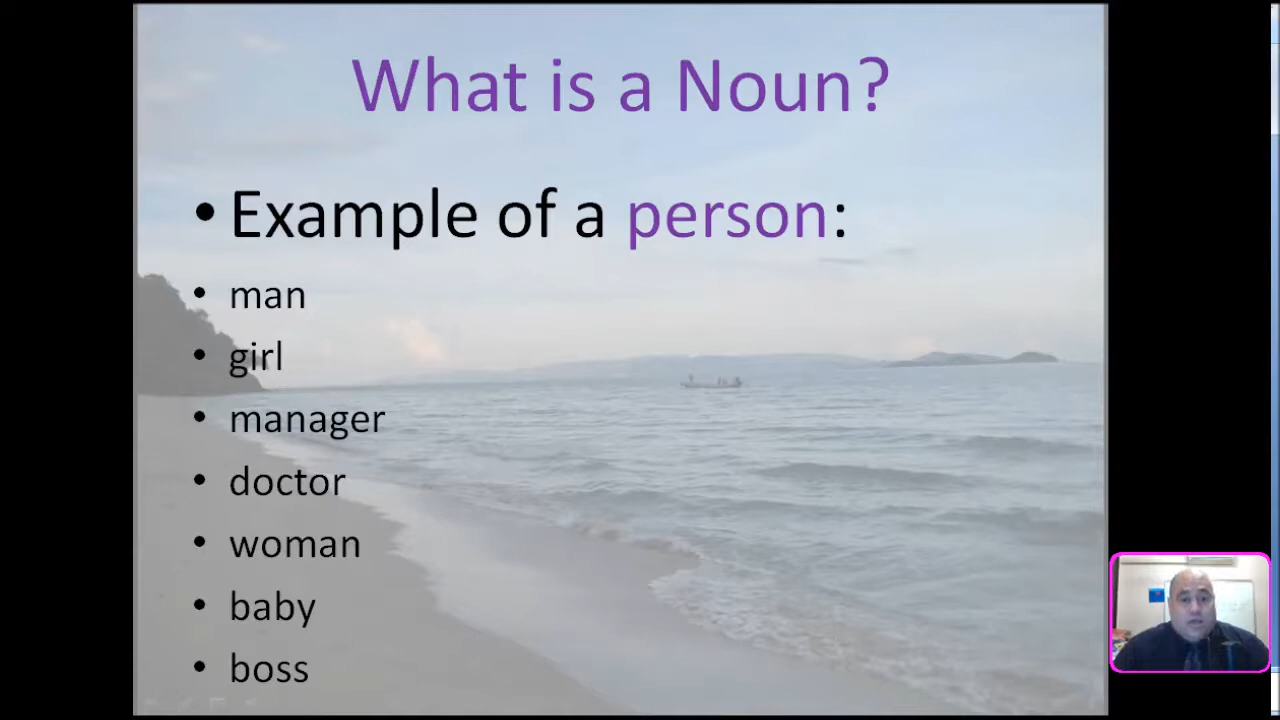 What is a Noun?
• Example of a person:
• man
• girl
• manager
• doctor
• woman
• baby
• boss